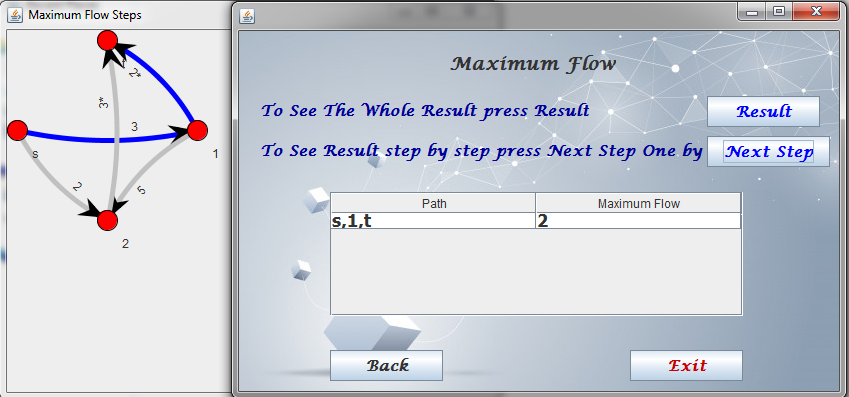 Maximum Flow Steps
t
2*
3*
3
s
1
2
5
2
Maximum Flow
To See The Whole Result press Result
Result
To See Result step by step press Next Step One by
Next Step
Path Maximum Flow
s,1,t 2
Back
Exit